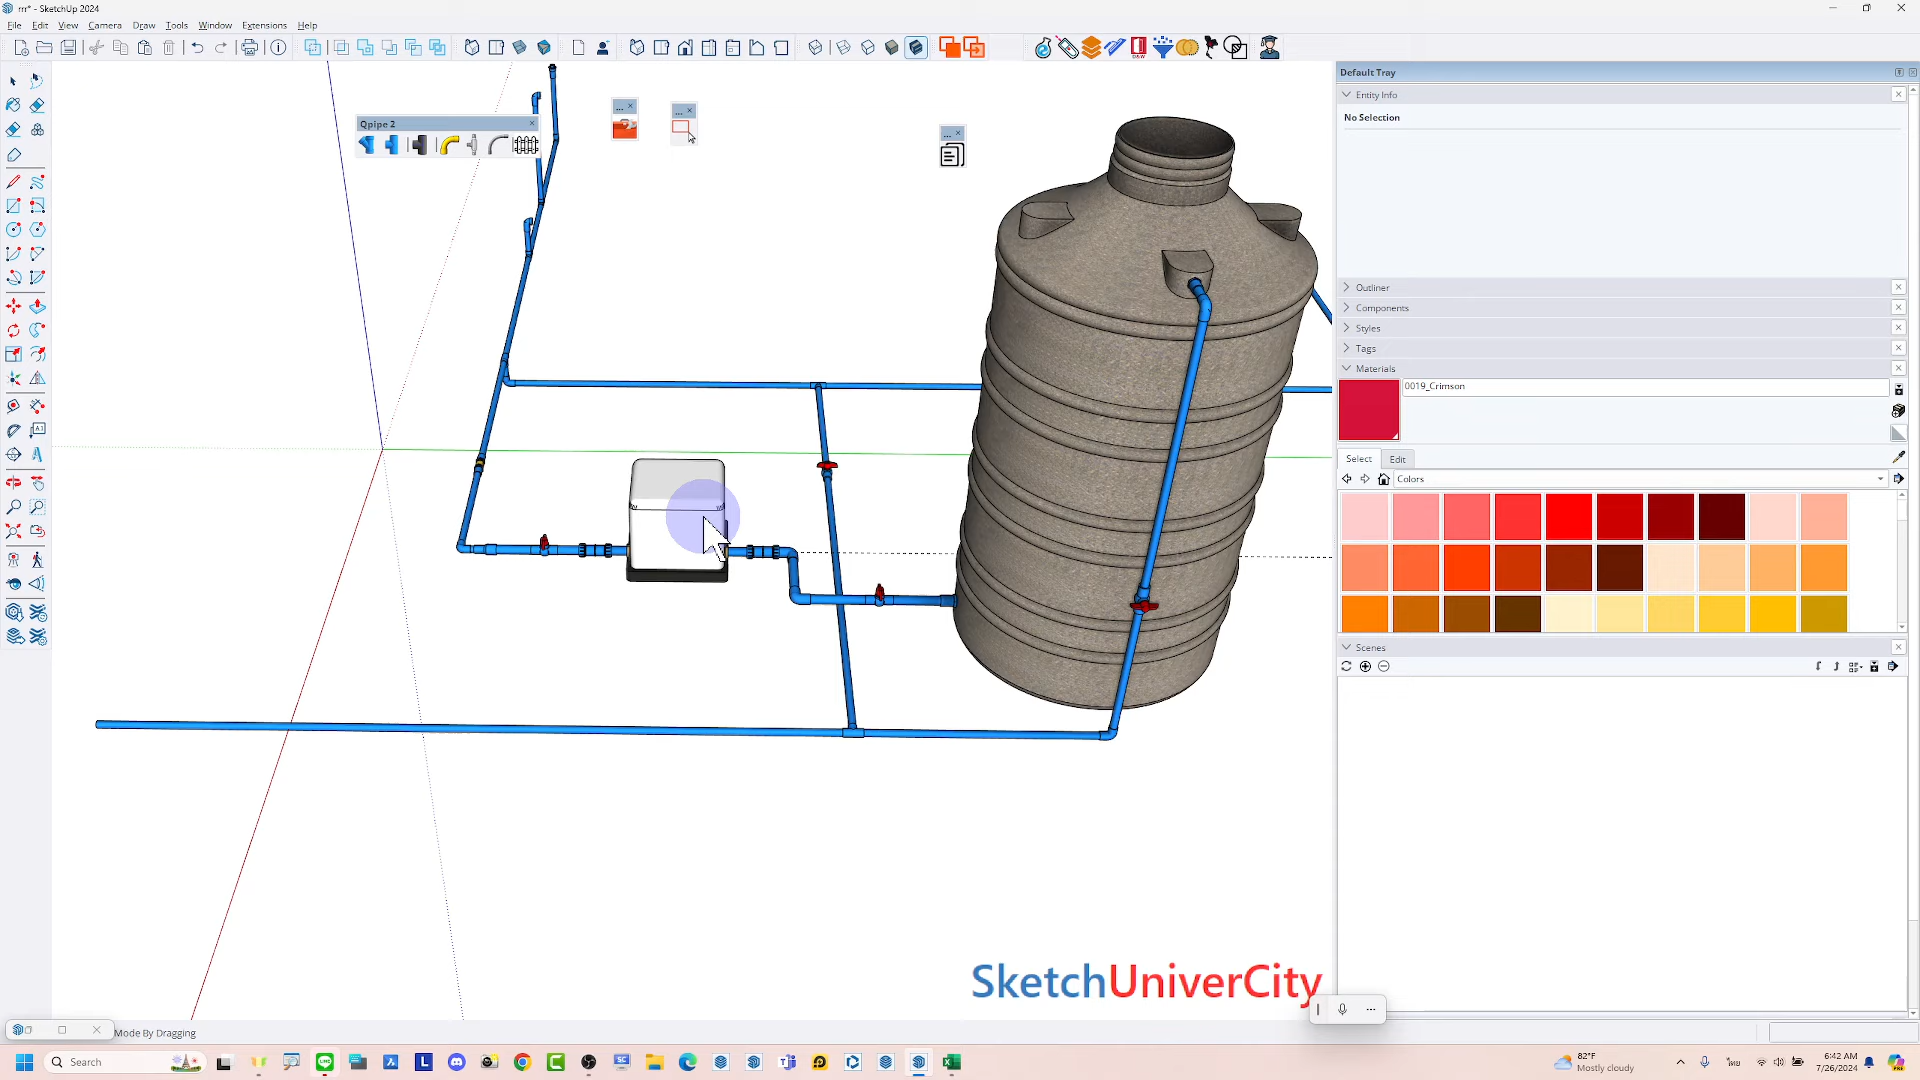 rrr* - SketchUp 2024
File Edit View Camera Draw Tools Window Extensions Help
Default Tray
Entity Info
No Selection
Qpipe 2
...
...
...
Outliner
Components
Styles
Tags
Materials
0019_Crimson
Select Edit
Colors
Scenes
SketchUniverCity
Mode By Dragging
Search
82°F
Mostly cloudy
6:42 AM
7/26/2024